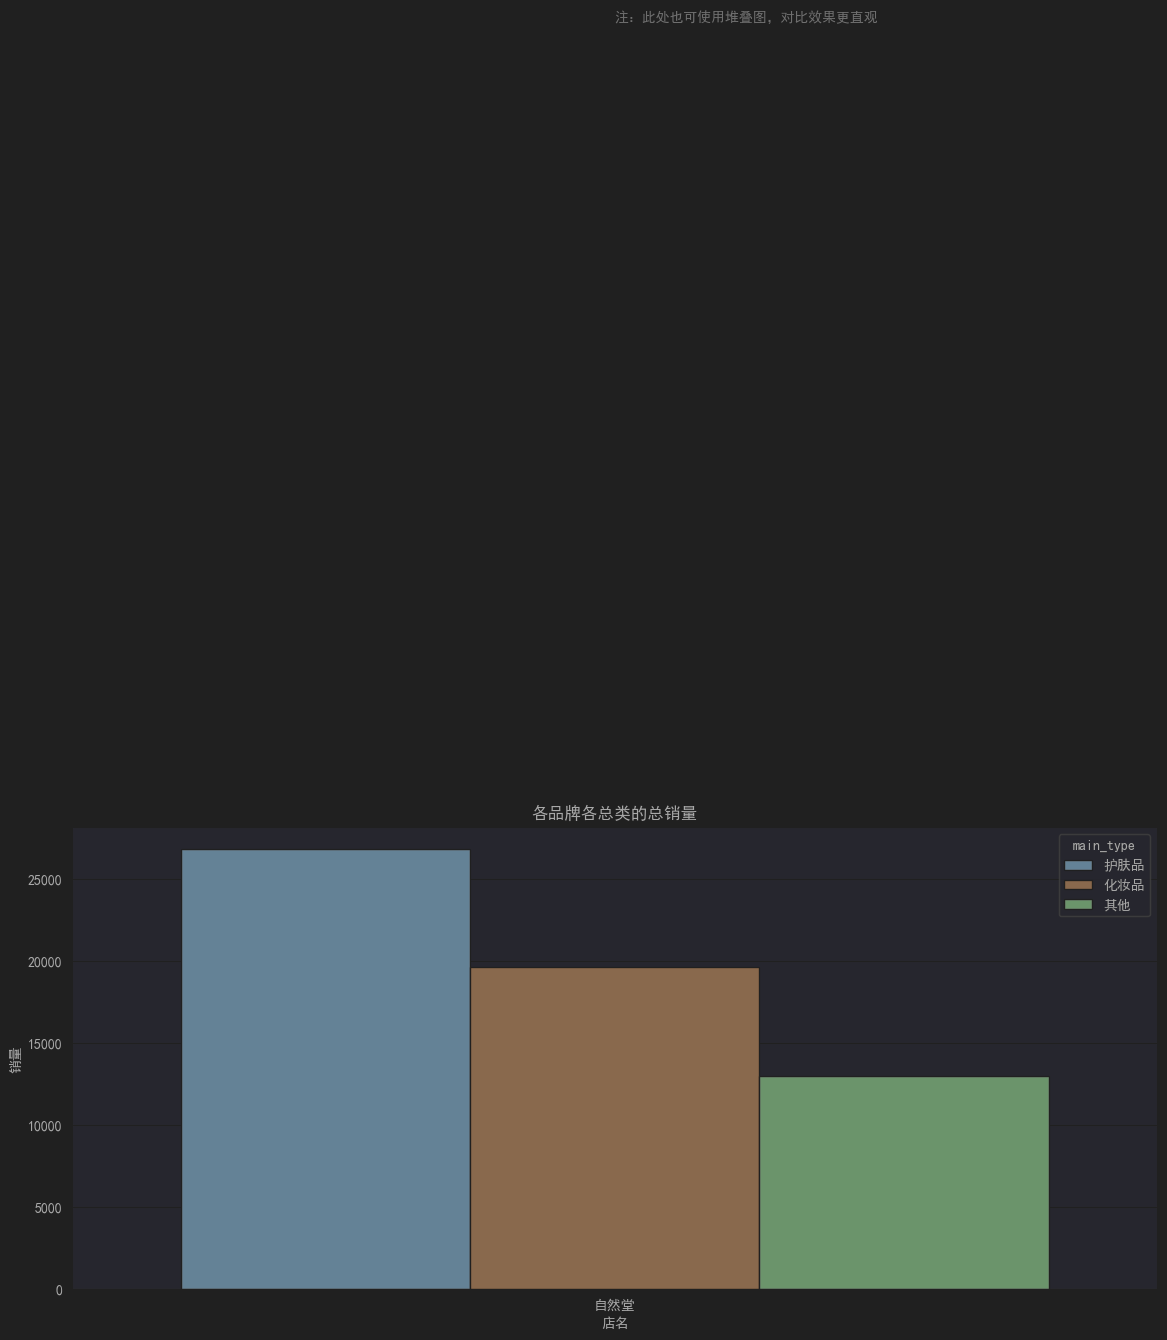 注：此处也可使用堆叠图，对比效果更直观
各品牌各总类的总销量
main_type
护肤品
化妆品
其他
销量
25000
20000
15000
10000
5000
0
自然堂
店名